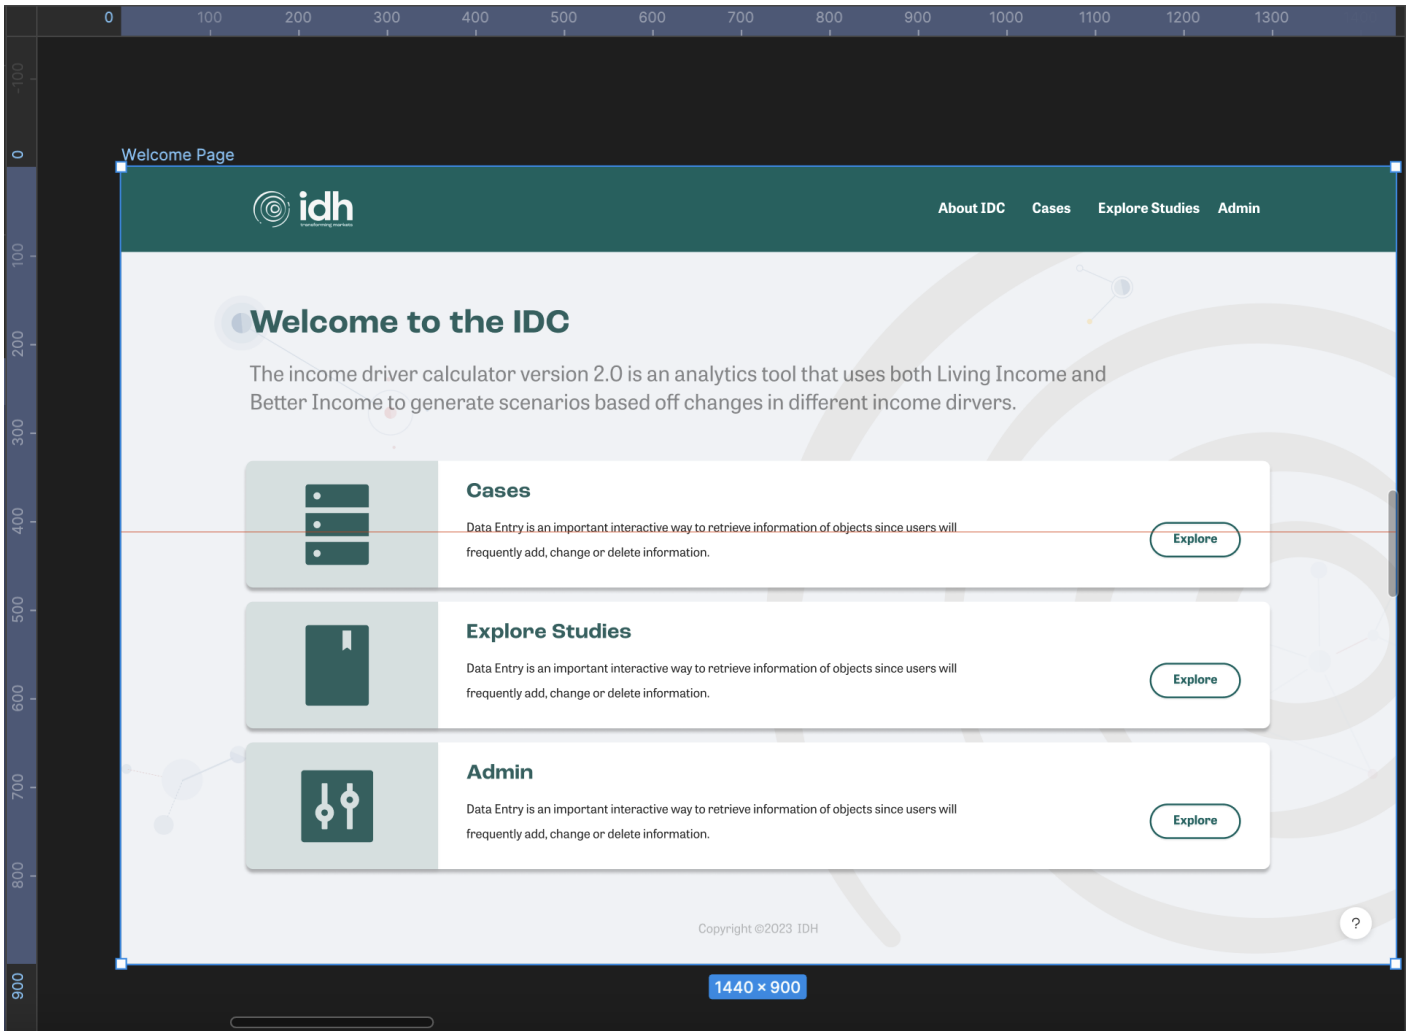 0 100 200 300 400 500 600 700 800 900 1000 1100 1200 1300
-100
0
100
200
300
400
500
600
700
800
900
Welcome Page
idh
transforming markets
About IDC Cases Explore Studies Admin
Welcome to the IDC
The income driver calculator version 2.0 is an analytics tool that uses both Living Income and
Better Income to generate scenarios based off changes in different income dirvers.
Cases
Data Entry is an important interactive way to retrieve information of objects since users will
frequently add, change or delete information.
Explore
Explore Studies
Data Entry is an important interactive way to retrieve information of objects since users will
frequently add, change or delete information.
Explore
Admin
Data Entry is an important interactive way to retrieve information of objects since users will
frequently add, change or delete information.
Explore
Copyright ©2023 IDH
?
1440 × 900